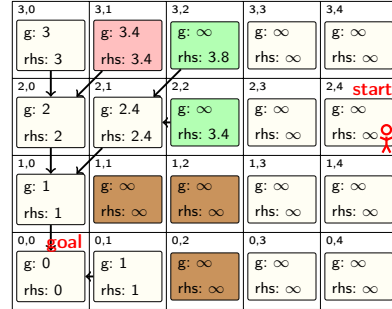 3,0 3,1 3,2 3,3 3,4
g: 3 g: 3.4 g: ∞ g: ∞ g: ∞
rhs: 3 rhs: 3.4 rhs: 3.8 rhs: ∞ rhs: ∞
2,0 2,1 2,2 2,3 2,4
start
g: 2 g: 2.4 g: ∞ g: ∞ g: ∞
rhs: 2 rhs: 2.4 rhs: 3.4 rhs: ∞ rhs: ∞
1,0 1,1 1,2 1,3 1,4
g: 1 g: ∞ g: ∞ g: ∞ g: ∞
rhs: 1 rhs: ∞ rhs: ∞ rhs: ∞ rhs: ∞
0,0 goal 0,1 0,2 0,3 0,4
g: 0 g: 1 g: ∞ g: ∞ g: ∞
rhs: 0 rhs: 1 rhs: ∞ rhs: ∞ rhs: ∞